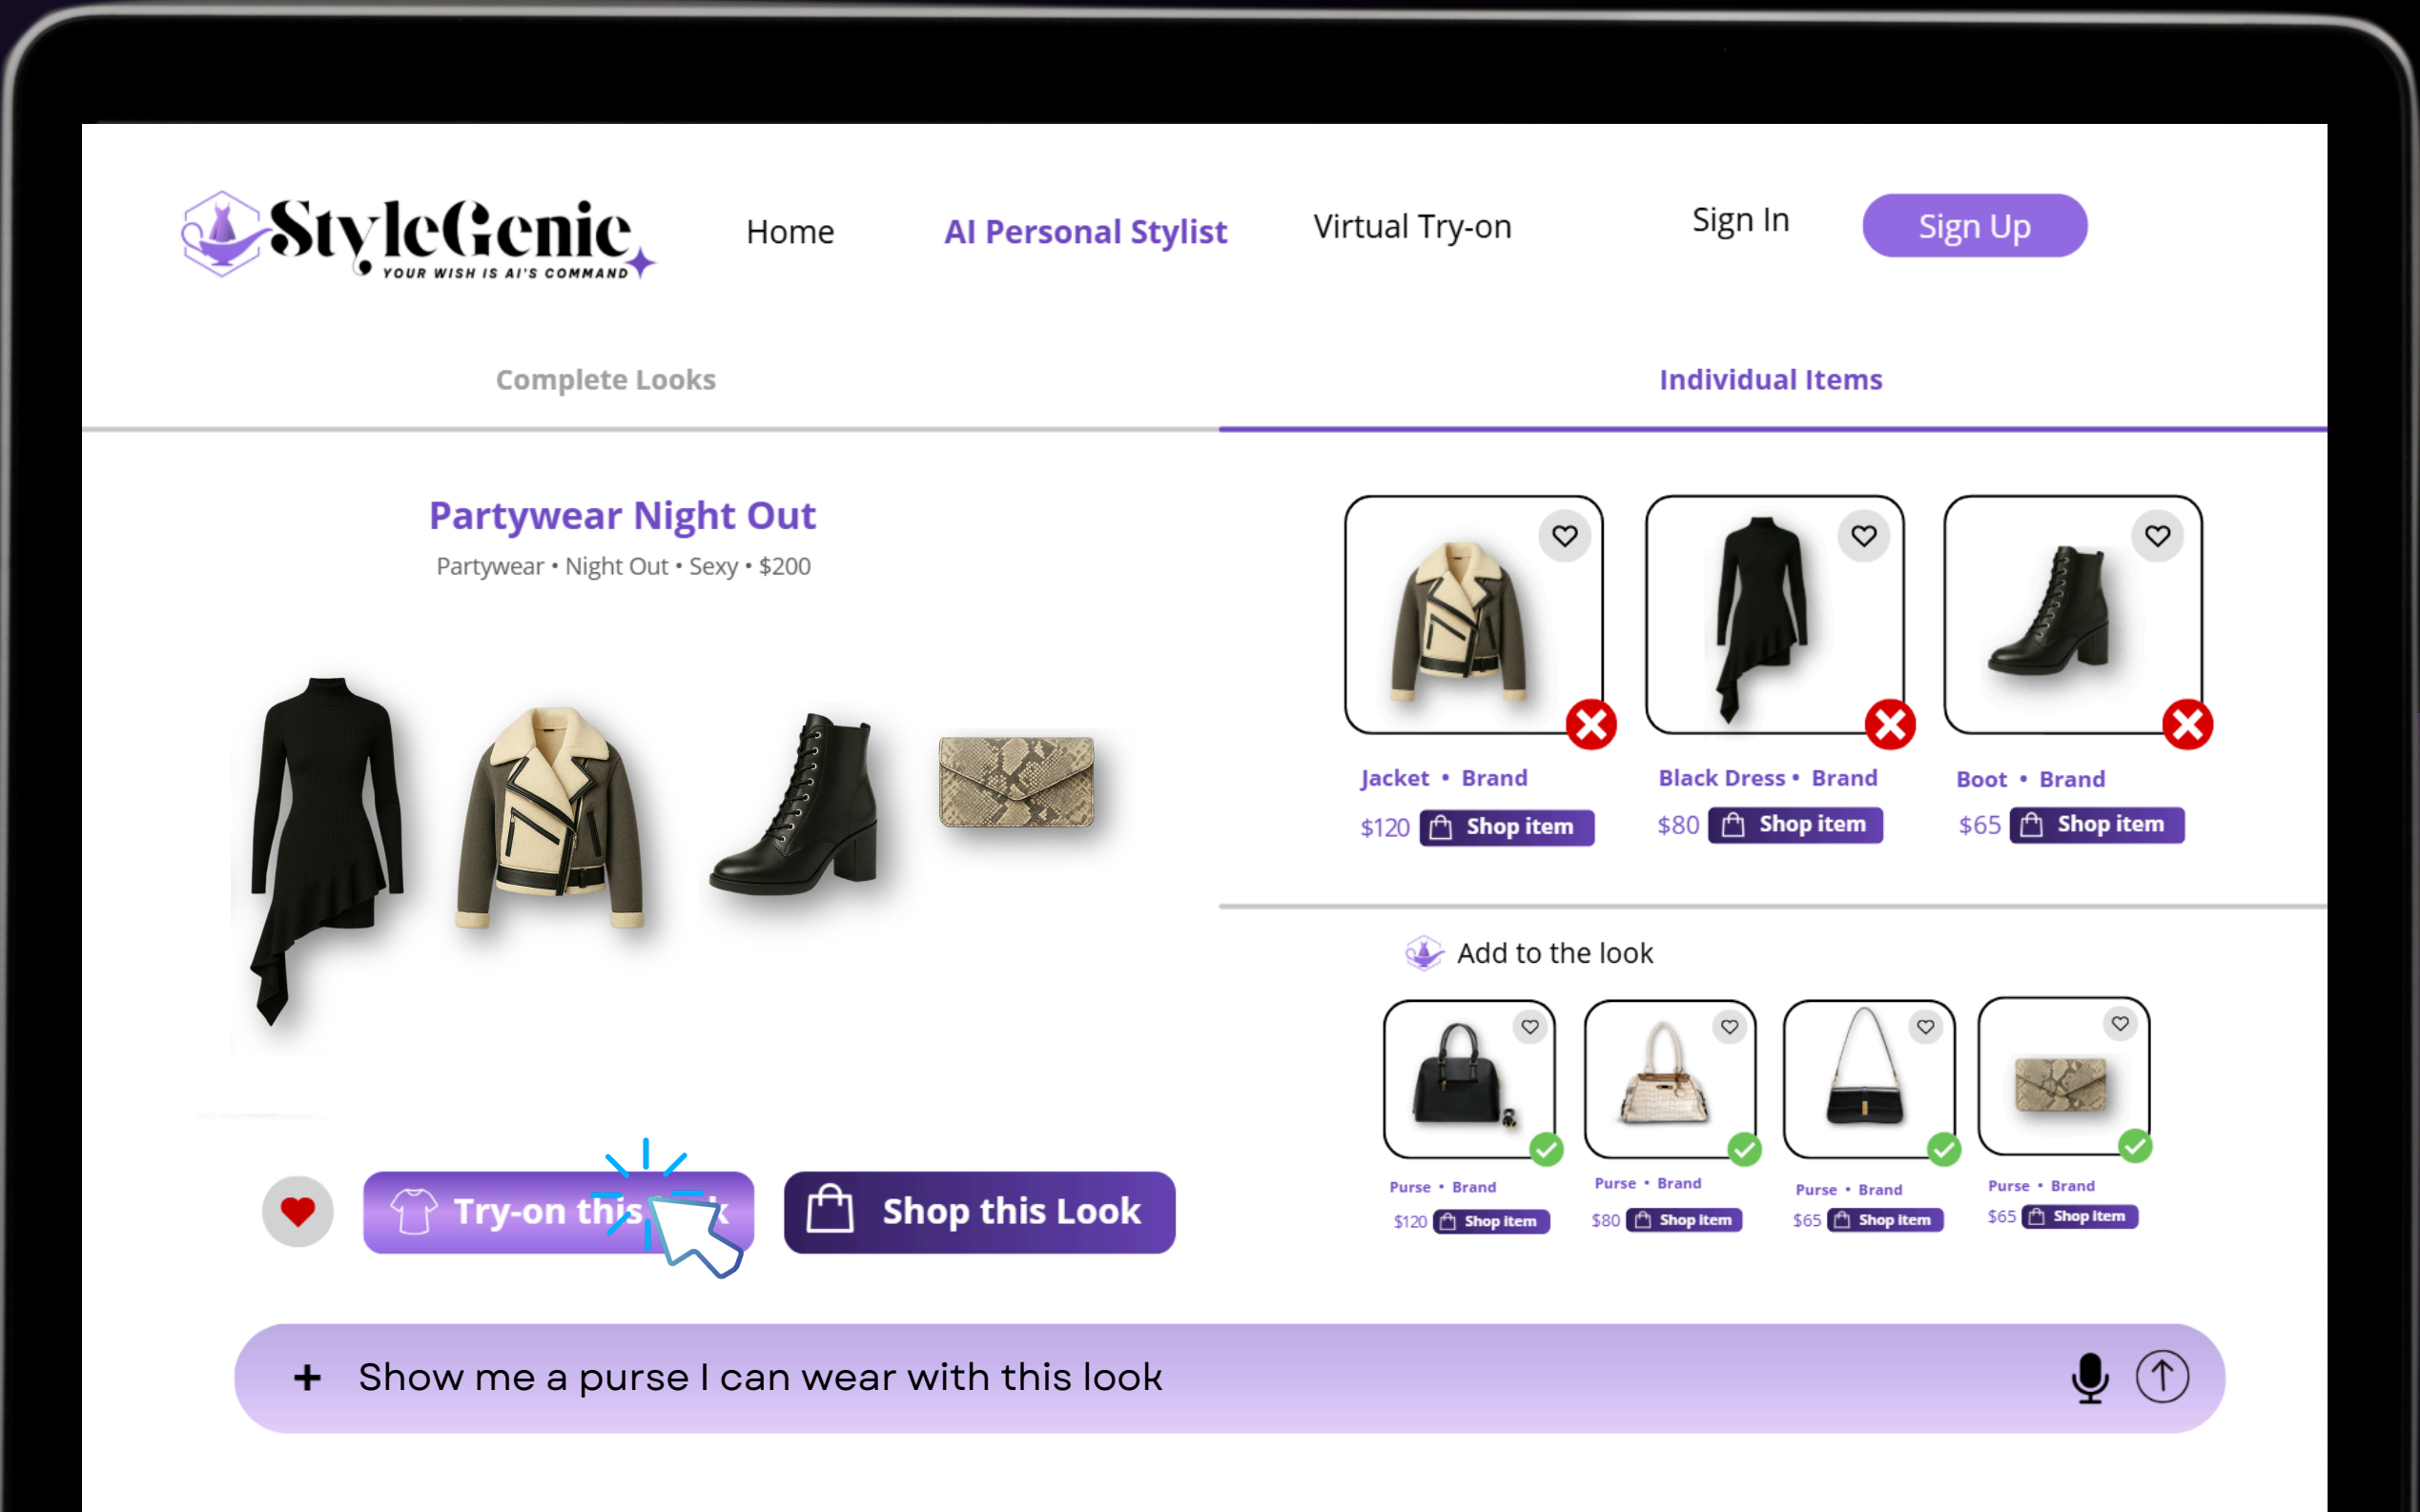 StyleGenie
YOUR WISH IS AI'S COMMAND
Home
AI Personal Stylist
Virtual Try-on
Sign In
Sign Up
Complete Looks
Individual Items
Partywear Night Out
Partywear • Night Out • Sexy • $200
Try-on this
Shop this Look
Jacket • Brand
$120 Shop item
Black Dress • Brand
$80 Shop item
Boot • Brand
$65 Shop item
Add to the look
Purse • Brand
$120 Shop item
Purse • Brand
$80 Shop item
Purse • Brand
$65 Shop item
Purse • Brand
$65 Shop item
Show me a purse I can wear with this look